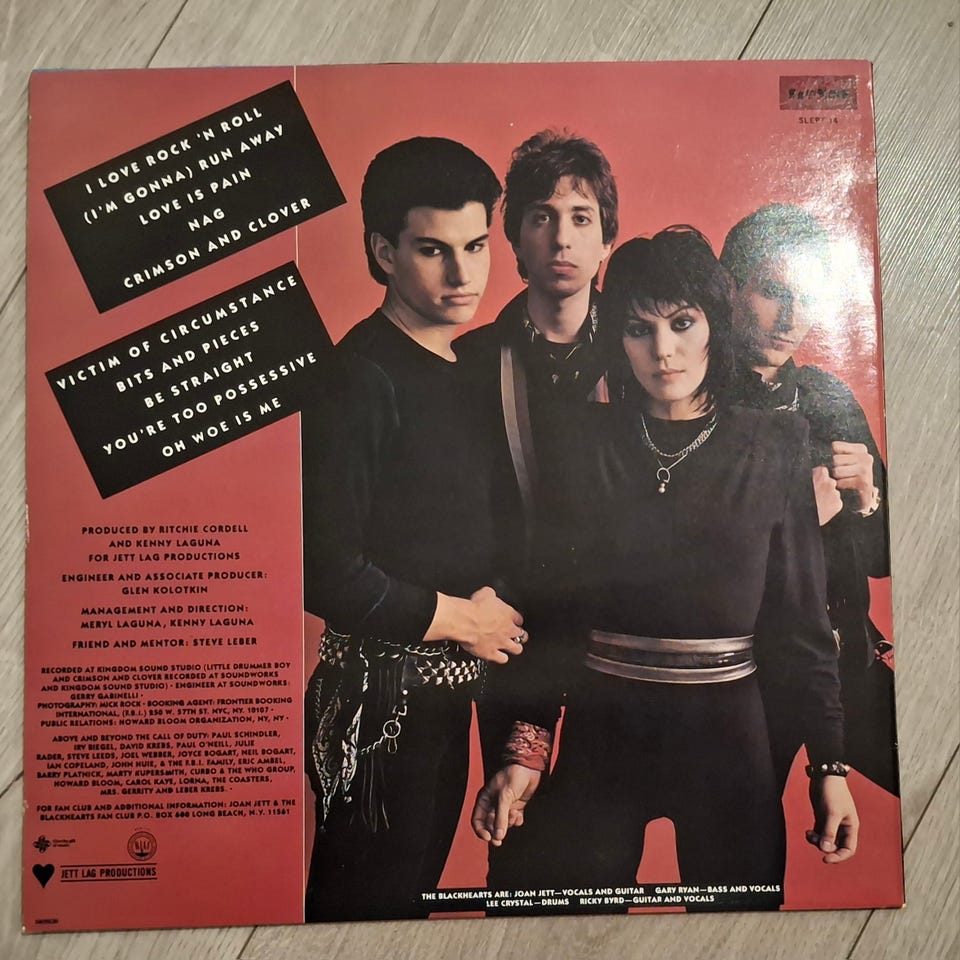 I LOVE ROCK 'N ROLL
(I'M GONNA) RUN AWAY
LOVE IS PAIN
NAG
CRIMSON AND CLOVER
VICTIM OF CIRCUMSTANCE
BITS AND PIECES
BE STRAIGHT
YOU'RE TOO POSSESSIVE
OH WOE IS ME
PRODUCED BY RITCHIE CORDELL
AND KENNY LAGUNA
FOR JETT LAG PRODUCTIONS
ENGINEER AND ASSOCIATE PRODUCER:
GLEN KOLOTKIN
MANAGEMENT AND DIRECTION:
MERYL LAGUNA, KENNY LAGUNA
FRIEND AND MENTOR: STEVE LEBER
RECORDED AT KINGDOM SOUND STUDIO (LITTLE DRUMMER BOY
AND CRIMSON AND CLOVER RECORDED AT SOUNDWORKS
AND KINGDOM SOUND STUDIO) • ENGINEER AT SOUNDWORKS:
GERRY GABINELLI •
PHOTOGRAPHY: MICK ROCK • BOOKING AGENT: FRONTIER BOOKING
INTERNATIONAL, (F.B.I.) 250 W. 57TH ST. NYC, NY. 10107 •
PUBLIC RELATIONS: HOWARD BLOOM ORGANIZATION, NY, NY •
ABOVE AND BEYOND THE CALL OF DUTY: PAUL SCHINDLER,
IRV BIEGEL, DAVID KREBS, PAUL O'NEILL, JULIE
RADER, STEVE LEEDS, JOEL WEBBER, JOYCE BOGART, NEIL BOGART,
IAN COPELAND, JOHN HUIE, & THE F.B.I. FAMILY, ERIC AMBEL,
BARRY PLATNICK, MARTY KUPERSMITH, CURBO & THE WHO GROUP,
HOWARD BLOOM, CAROL KAYE, LORNA, THE COASTERS,
MRS. GERRITY AND LEBER KREBS. •
FOR FAN CLUB AND ADDITIONAL INFORMATION: JOAN JETT & THE
BLACKHEARTS FAN CLUB P.O. BOX 600 LONG BEACH, N.Y. 11561
JETT LAG PRODUCTIONS
THE BLACKHEARTS ARE: JOAN JETT—VOCALS AND GUITAR GARY RYAN—BASS AND VOCALS
LEE CRYSTAL—DRUMS RICKY BYRD—GUITAR AND VOCALS